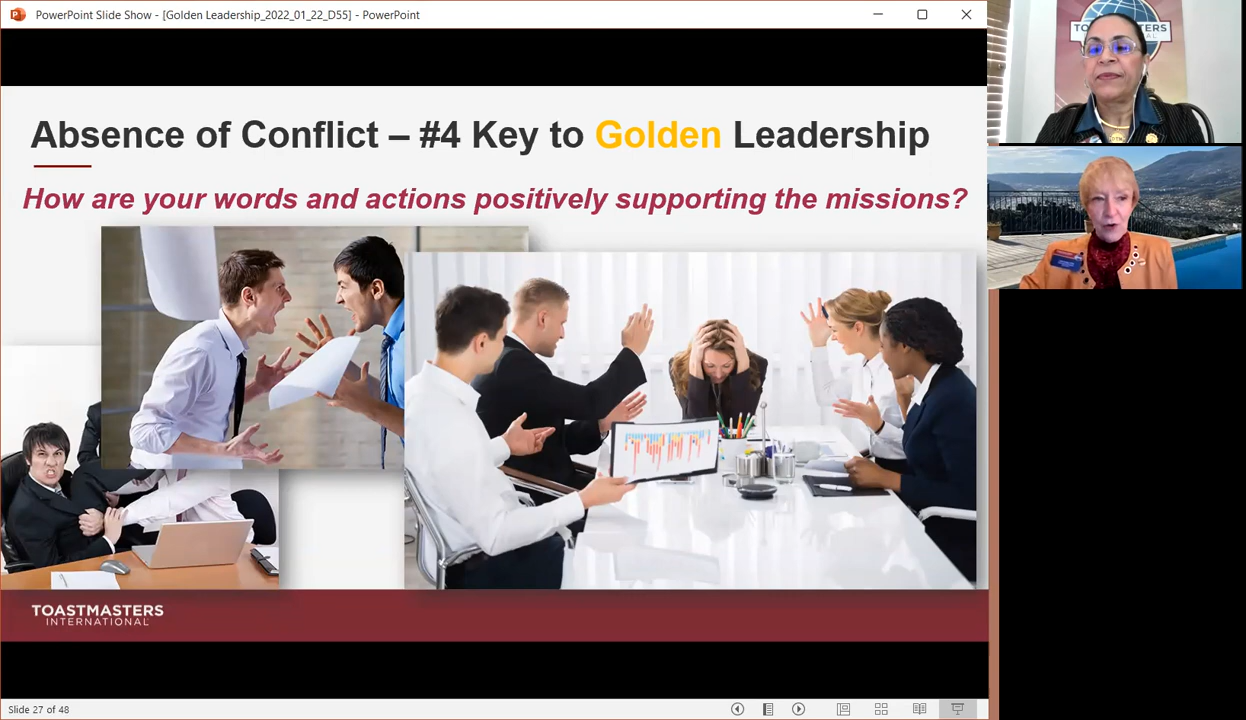 PowerPoint Slide Show - [Golden Leadership_2022_01_22_D55] - PowerPoint
Absence of Conflict – #4 Key to Golden Leadership
How are your words and actions positively supporting the missions?
TOASTMASTERS
INTERNATIONAL
Slide 27 of 48